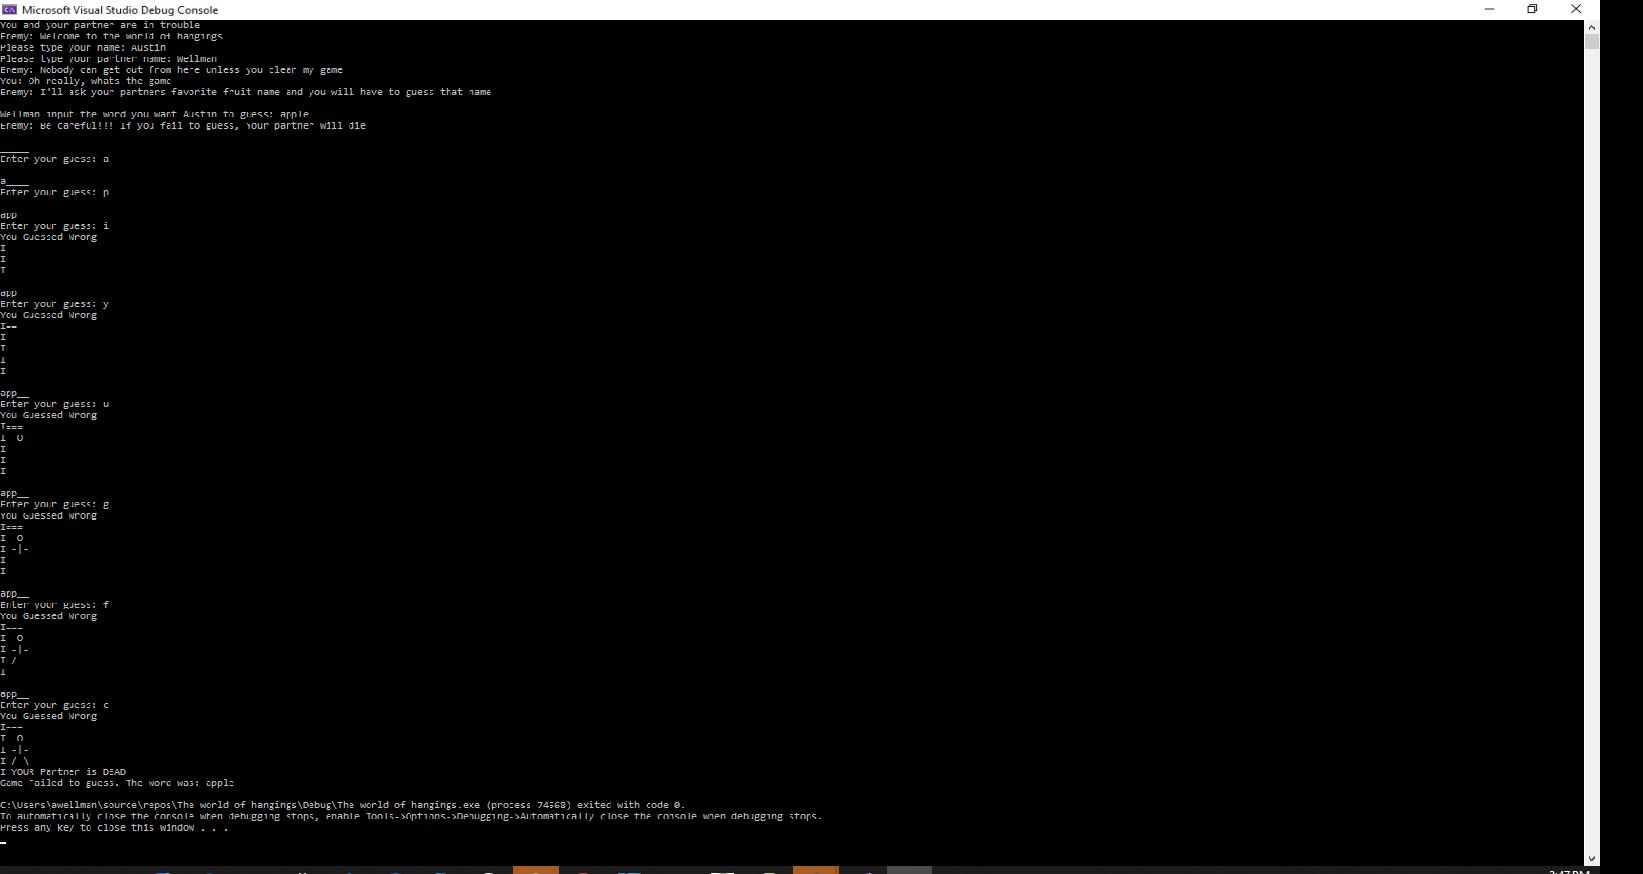 Microsoft Visual Studio Debug Console
You and your partner are in trouble
Enemy: Welcome to the world of hangings
Please type your name: Austin
Please type your partner name: Wellman
Enemy: Nobody can get out from here unless you clear my game
You: Oh really, whats the game
Enemy: I'll ask your partners favorite fruit name and you will have to guess that name
Wellman input the word you want Austin to guess: apple
Enemy: Be careful!!! If you fail to guess, Your partner will die
_____
Enter your guess: a
a____
Enter your guess: p
app
Enter your guess: i
You Guessed Wrong
I
I
I
app
Enter your guess: y
You Guessed Wrong
I==
I
I
I
I
app__
Enter your guess: u
You Guessed Wrong
I===
I  O
I
I
I
app__
Enter your guess: g
You Guessed Wrong
I===
I  O
I -|-
I
I
app__
Enter your guess: f
You Guessed Wrong
I===
I  O
I -|-
I /
I
app__
Enter your guess: c
You Guessed Wrong
I===
I  O
I -|-
I / \
I YOUR Partner is DEAD
Game Failed to guess. The word was: apple
C:\Users\awellman\source\repos\The world of hangings\Debug\The world of hangings.exe (process 74568) exited with code 0.
To automatically close the console when debugging stops, enable Tools->Options->Debugging->Automatically close the console when debugging stops.
Press any key to close this window . . .